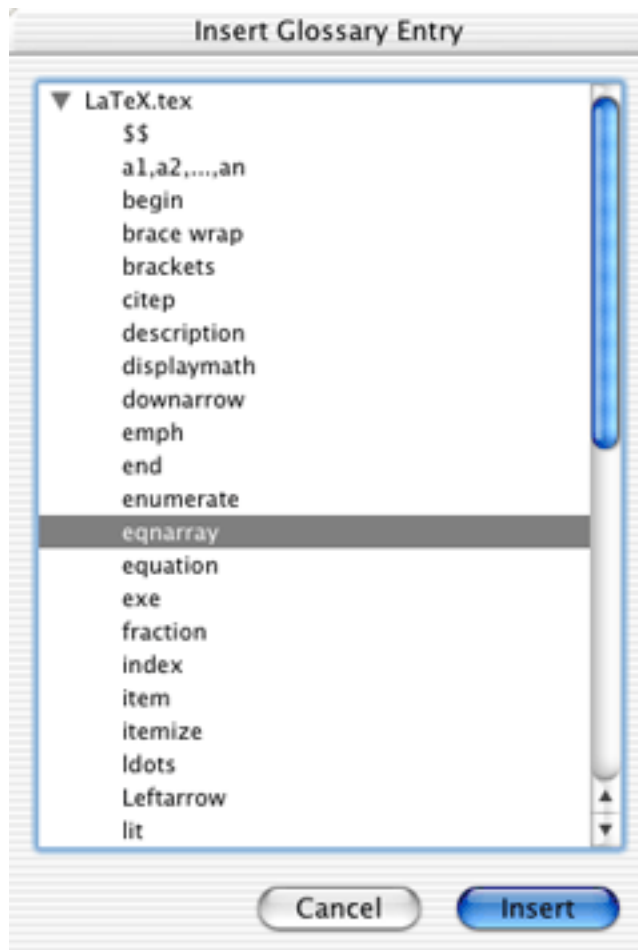 Insert Glossary Entry
LaTeX.tex
$$
a1,a2,...,an
begin
brace wrap
brackets
citep
description
displaymath
downarrow
emph
end
enumerate
eqnarray
equation
exe
fraction
index
item
itemize
ldots
Leftarrow
lit
Cancel Insert